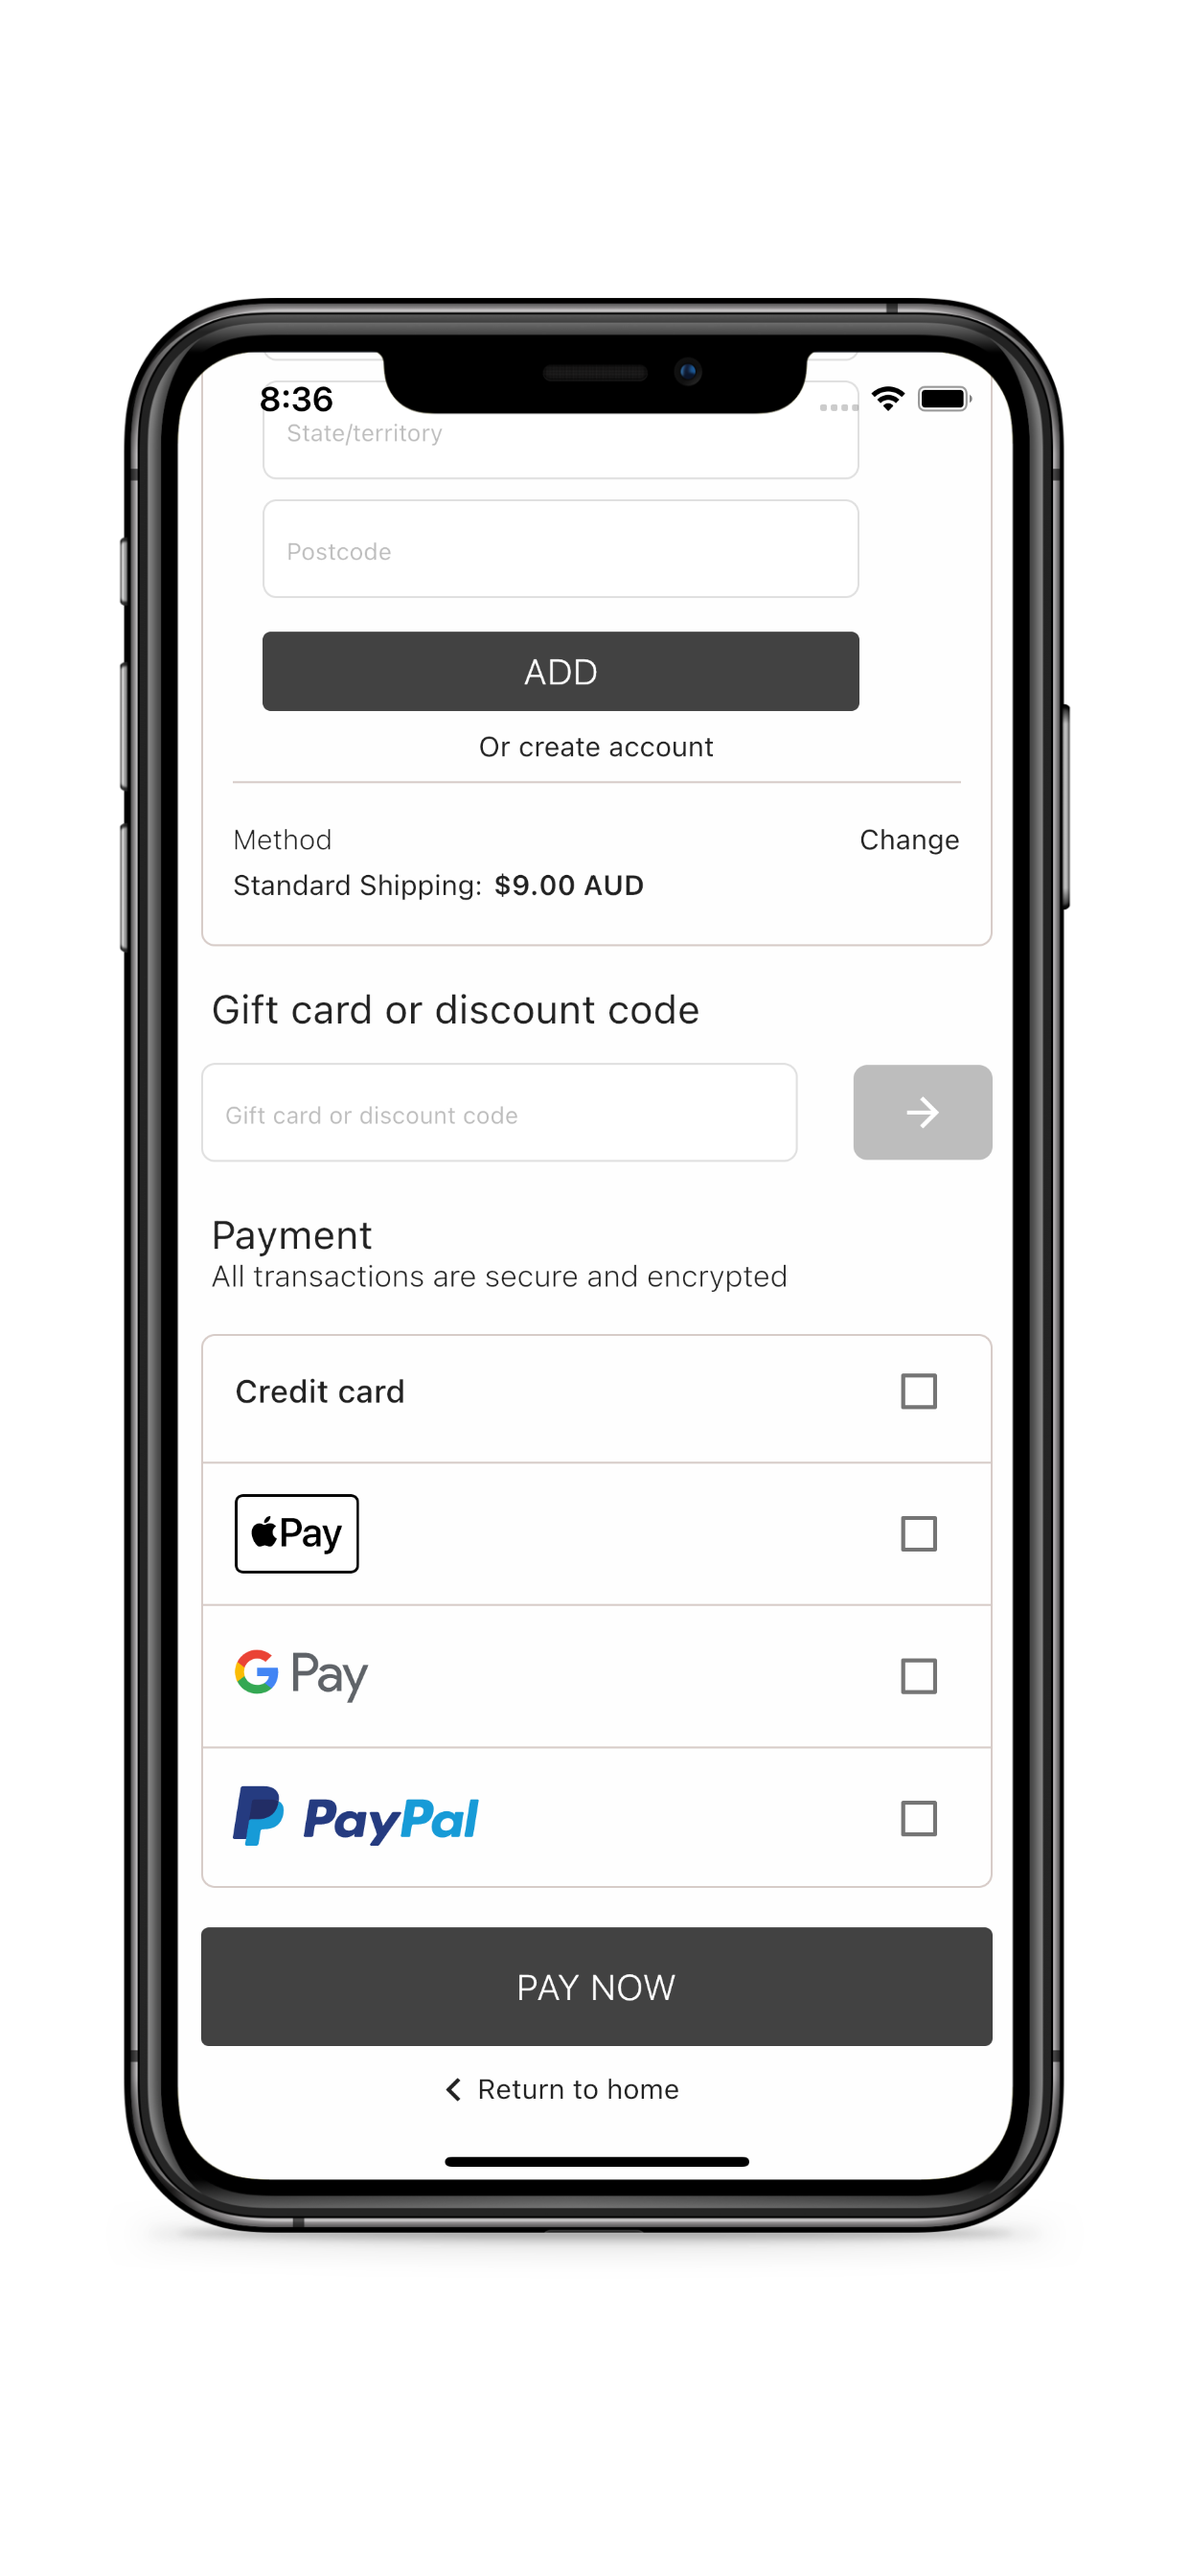 8:36
State/territory
Postcode
ADD
Or create account
Method Change
Standard Shipping: $9.00 AUD
Gift card or discount code
Gift card or discount code
Payment
All transactions are secure and encrypted
Credit card
Pay
G Pay
PayPal
PAY NOW
Return to home